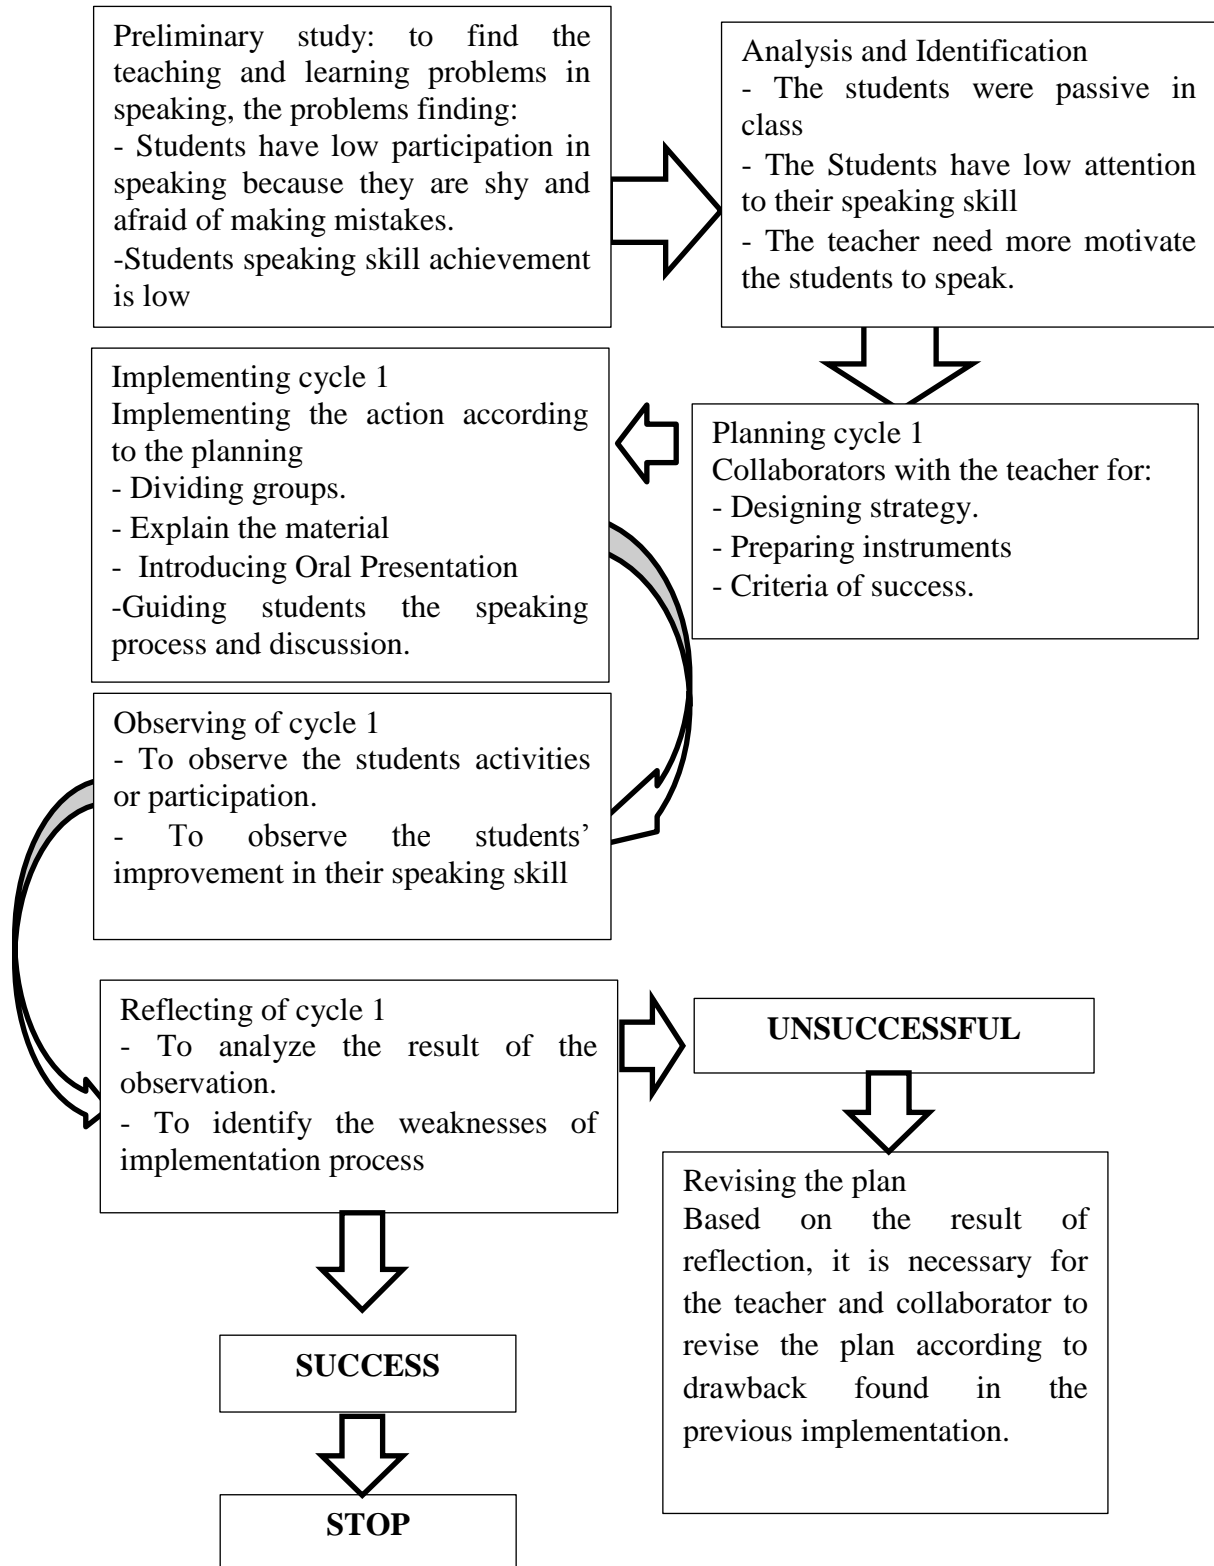 Preliminary study: to find the
teaching and learning problems in
speaking, the problems finding:
- Students have low participation in
speaking because they are shy and
afraid of making mistakes.
-Students speaking skill achievement
is low
Analysis and Identification
- The students were passive in
class
- The Students have low attention
to their speaking skill
- The teacher need more motivate
the students to speak.
Planning cycle 1
Collaborators with the teacher for:
- Designing strategy.
- Preparing instruments
- Criteria of success.
Implementing cycle 1
Implementing the action according
to the planning
- Dividing groups.
- Explain the material
- Introducing Oral Presentation
-Guiding students the speaking
process and discussion.
Observing of cycle 1
- To observe the students activities
or participation.
- To observe the students’
improvement in their speaking skill
Reflecting of cycle 1
- To analyze the result of the
observation.
- To identify the weaknesses of
implementation process
UNSUCCESSFUL
Revising the plan
Based on the result of
reflection, it is necessary for
the teacher and collaborator to
revise the plan according to
drawback found in the
previous implementation.
SUCCESS
STOP